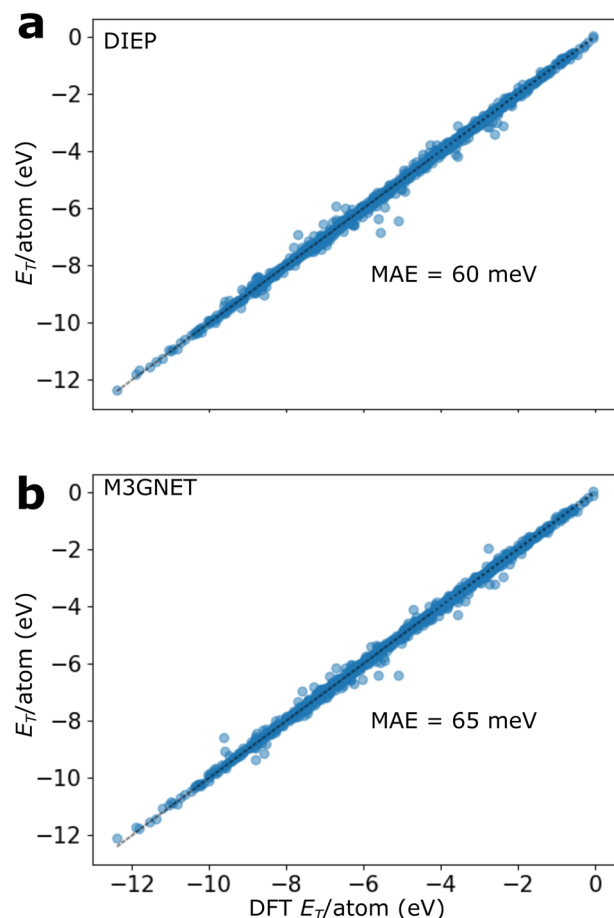 a
DIEP
0
−2
−4
−6
−8
−10
−12
E_T/atom (eV)
MAE = 60 meV
b
M3GNET
0
−2
−4
−6
−8
−10
−12
E_T/atom (eV)
MAE = 65 meV
−12 −10 −8 −6 −4 −2 0
DFT E_T/atom (eV)